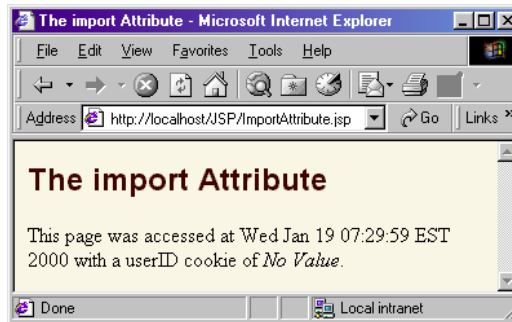 The import Attribute - Microsoft Internet Explorer
File Edit View Favorites Tools Help
Address http://localhost/JSP/ImportAttribute.jsp Go Links »
The import Attribute
This page was accessed at Wed Jan 19 07:29:59 EST
2000 with a userID cookie of No Value.
Done Local intranet